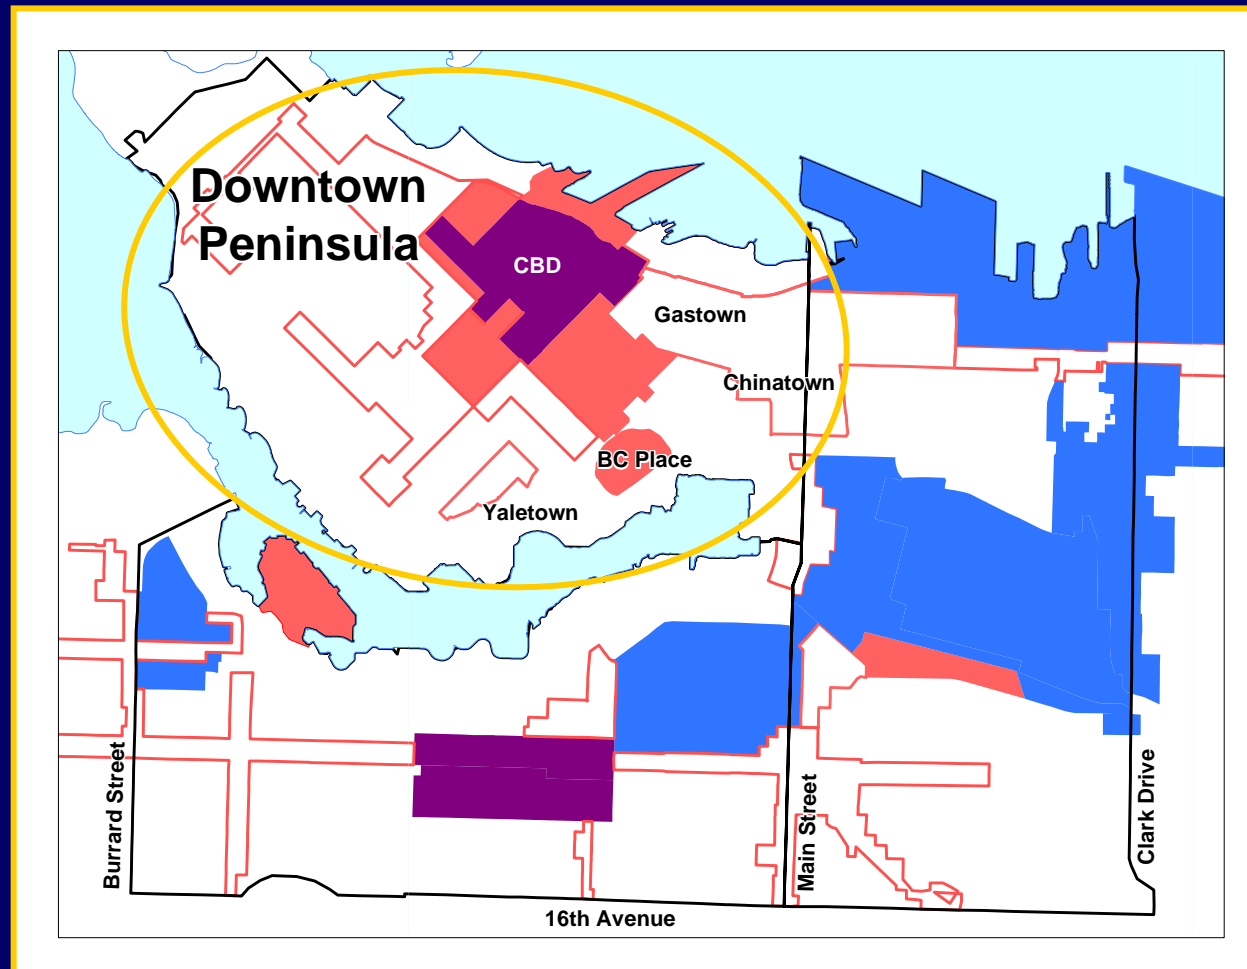 Downtown
Peninsula
CBD
Gastown
Chinatown
BC Place
Yaletown
Burrard Street
Main Street
Clark Drive
16th Avenue